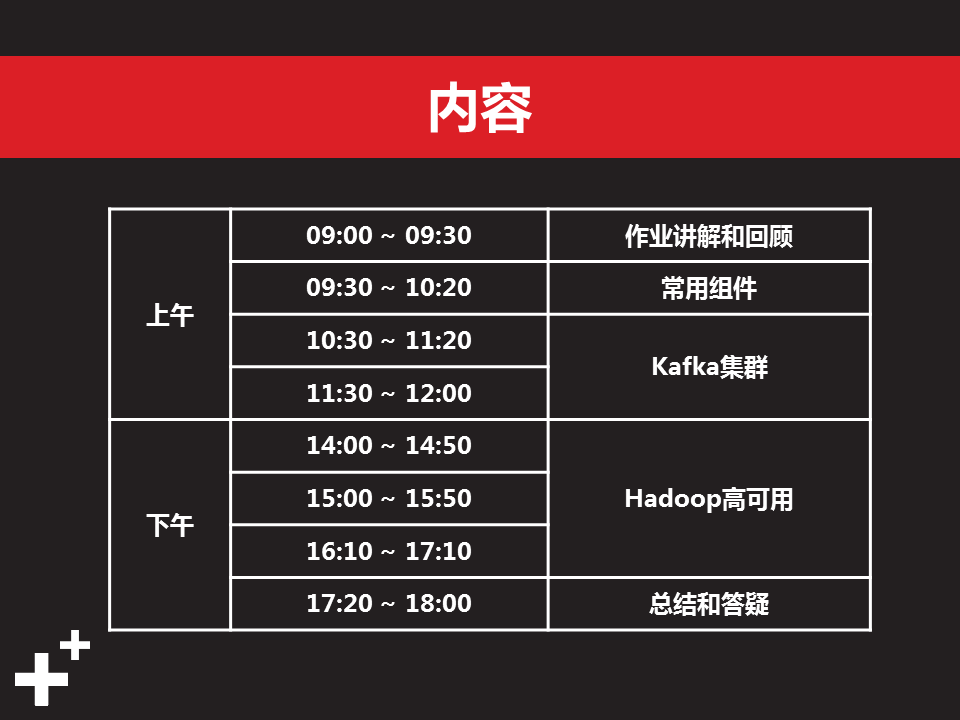 内容
上午
09:00 ~ 09:30
作业讲解和回顾
09:30 ~ 10:20
常用组件
10:30 ~ 11:20
Kafka集群
11:30 ~ 12:00
下午
14:00 ~ 14:50
Hadoop高可用
15:00 ~ 15:50
16:10 ~ 17:10
17:20 ~ 18:00
总结和答疑